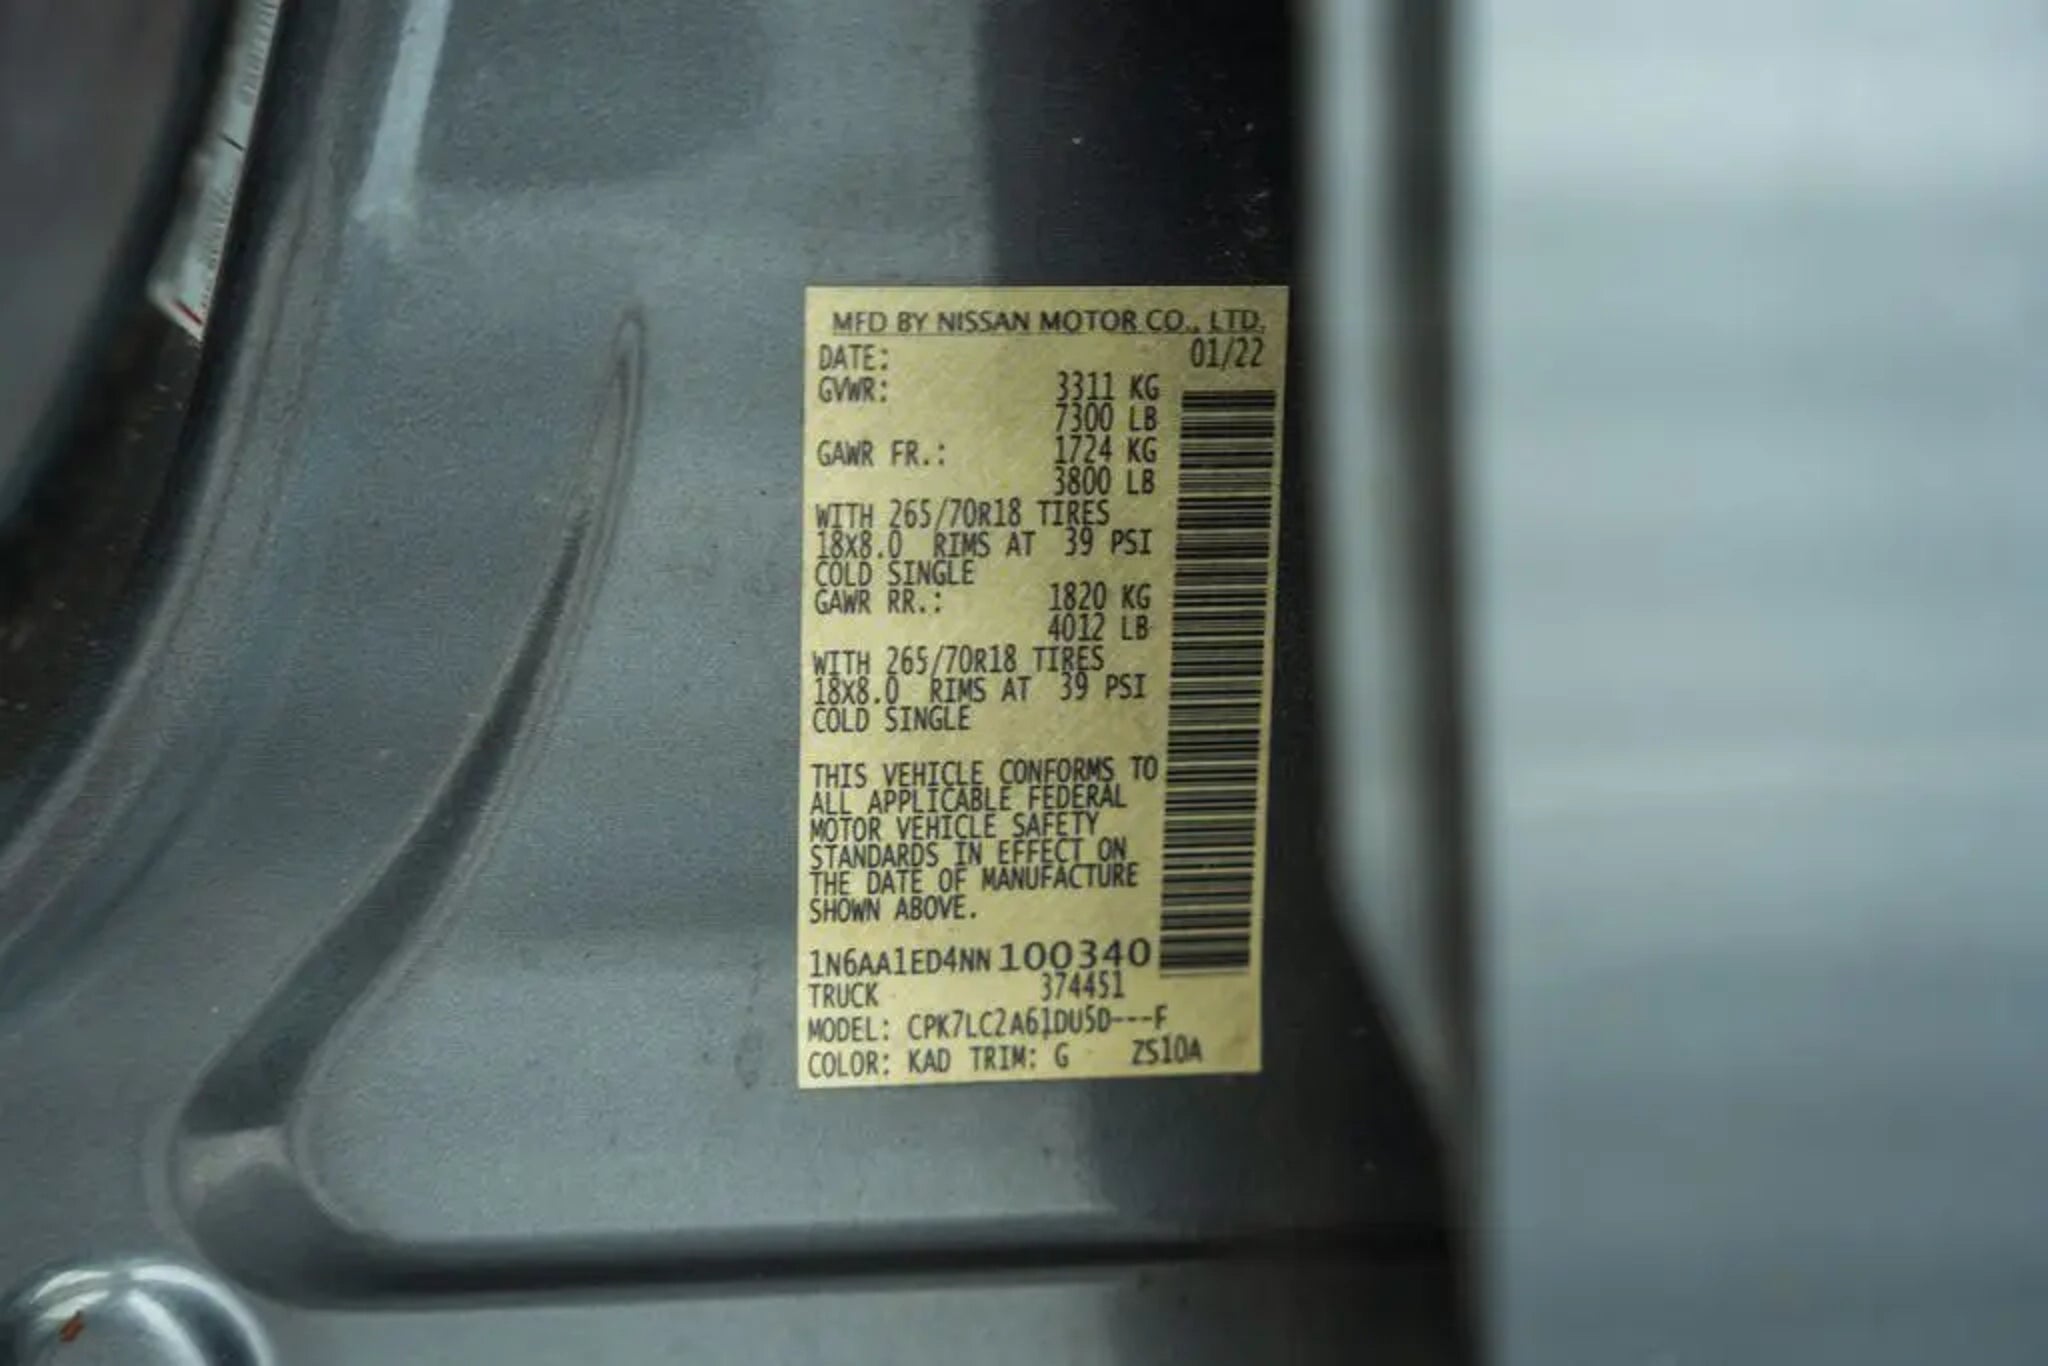 MFD BY NISSAN MOTOR CO., LTD.
DATE: 01/22
GVWR: 3311 KG
7300 LB
GAWR FR.: 1724 KG
3800 LB
WITH 265/70R18 TIRES
18X8.0 RIMS AT 39 PSI
COLD SINGLE
GAWR RR.: 1820 KG
4012 LB
WITH 265/70R18 TIRES
18X8.0 RIMS AT 39 PSI
COLD SINGLE
THIS VEHICLE CONFORMS TO
ALL APPLICABLE FEDERAL
MOTOR VEHICLE SAFETY
STANDARDS IN EFFECT ON
THE DATE OF MANUFACTURE
SHOWN ABOVE.
1N6AA1ED4NN100340
TRUCK 374451
MODEL: CPK7LC2A61DU5D---F
COLOR: KAD TRIM: G ZS10A